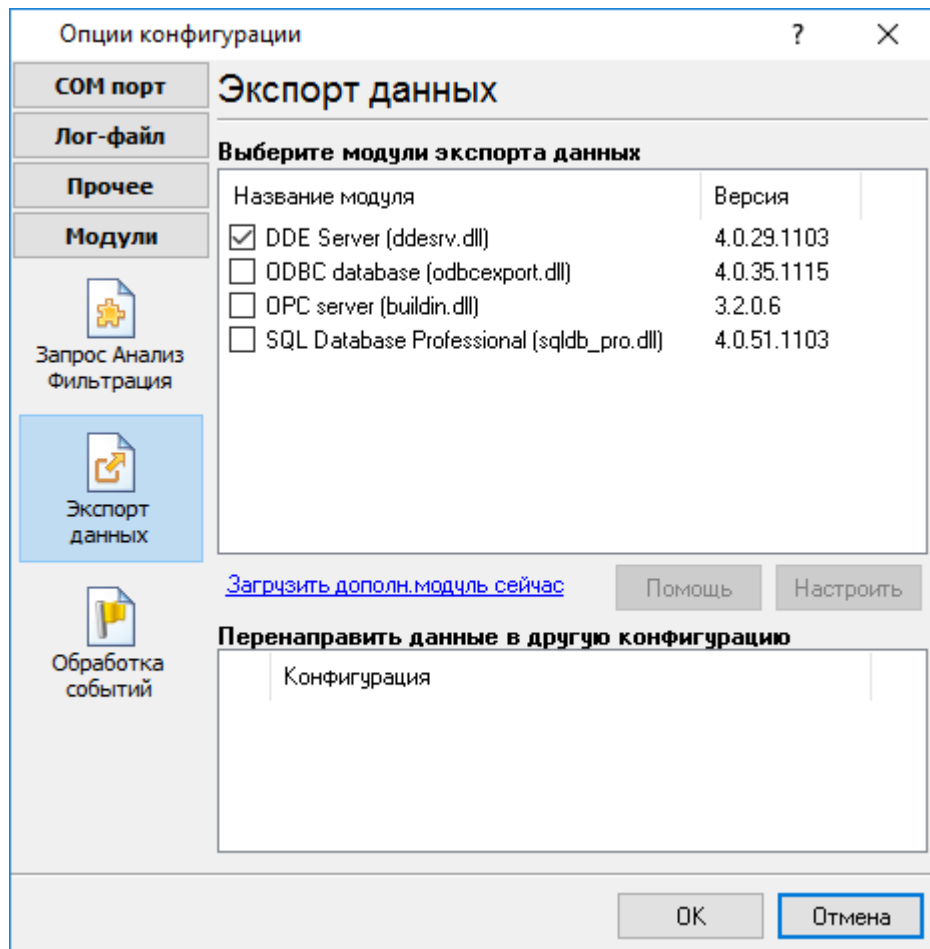 Опции конфигурации
?
COM порт
Лог-файл
Прочее
Модули
Запрос Анализ
Фильтрация
Экспорт
данных
Обработка
событий
Экспорт данных
Выберите модули экспорта данных
Название модуля Версия
DDE Server (ddesrv.dll) 4.0.29.1103
ODBC database (odbcexport.dll) 4.0.35.1115
OPC server (buildin.dll) 3.2.0.6
SQL Database Professional (sqldb_pro.dll) 4.0.51.1103
Загрузить дополн.модуль сейчас
Помощь
Настроить
Перенаправить данные в другую конфигурацию
Конфигурация
OK
Отмена